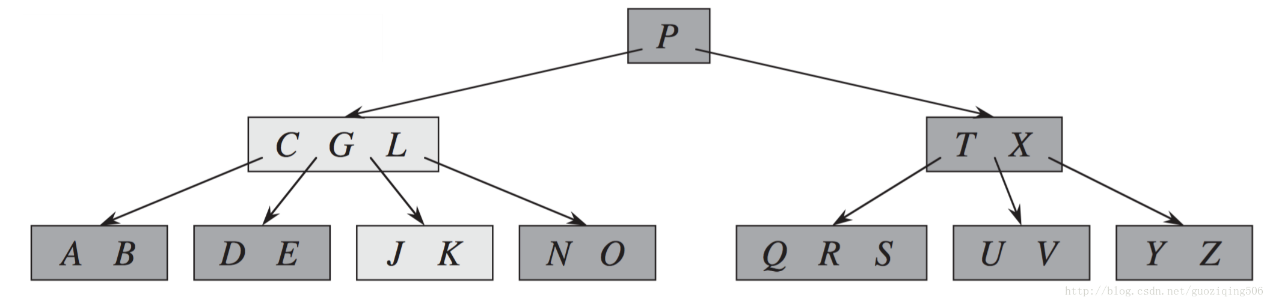 P
C G L T X
A B D E J K N O Q R S U V Y Z
http://blog.csdn.net/guoziqing506